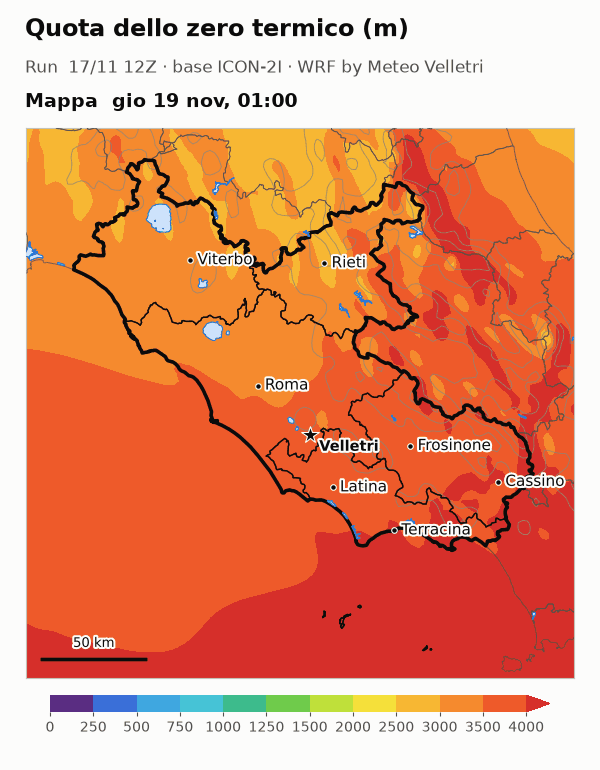 Quota dello zero termico (m)
Run  17/11 12Z · base ICON-2I · WRF by Meteo Velletri
Mappa  gio 19 nov, 01:00
Viterbo
Rieti
Roma
Velletri
Frosinone
Cassino
Latina
Terracina
50 km
0 250 500 750 1000 1250 1500 2000 2500 3000 3500 4000